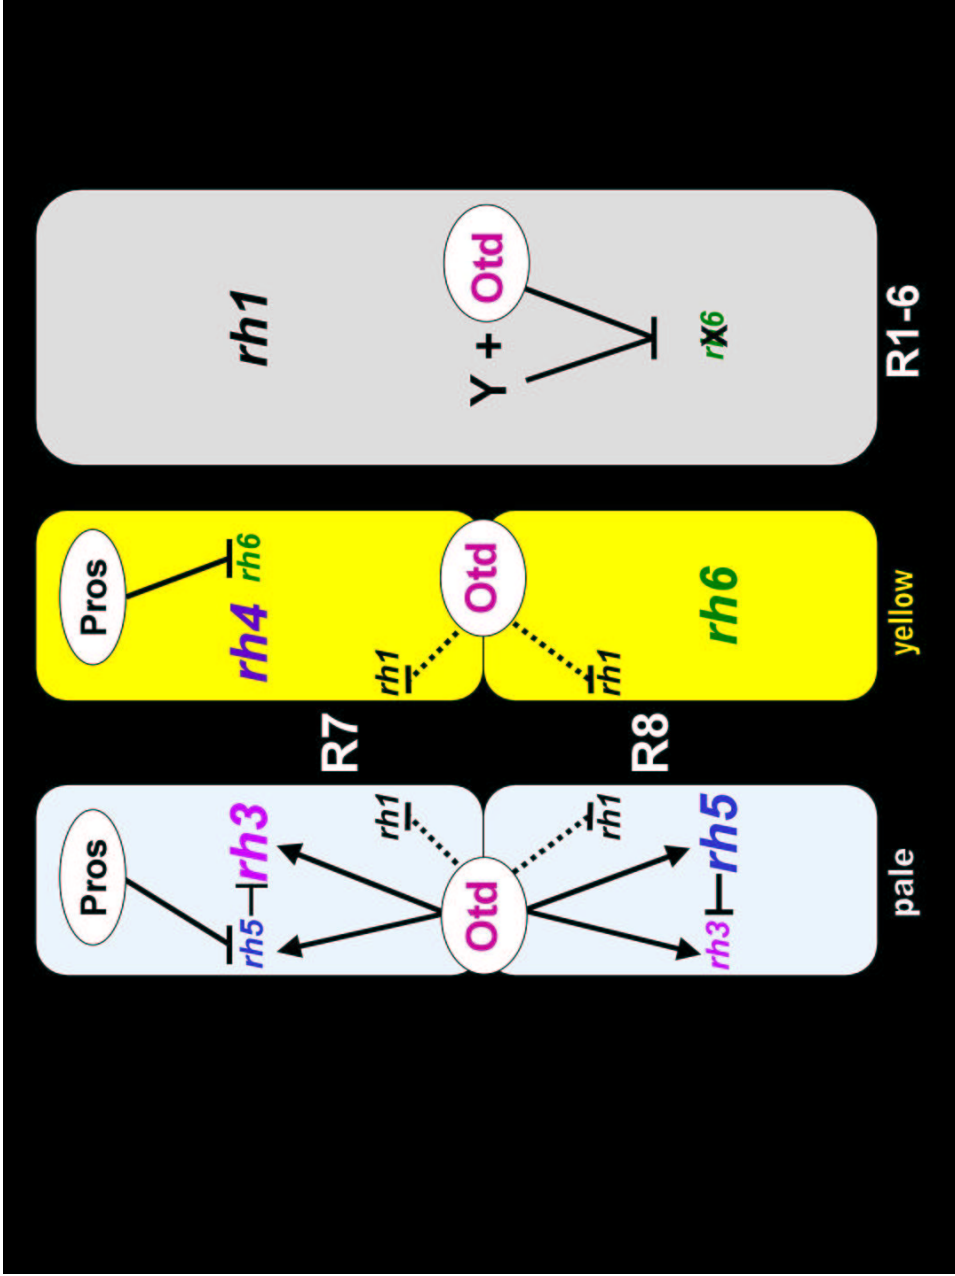 Pros Pros
rh5 rh3 rh4 rh6 rh1
R7
rh1 rh1
Otd Otd Y + Otd
rh1 rh1
R8
rh3 rh5 rh6 rh6
pale yellow R1-6